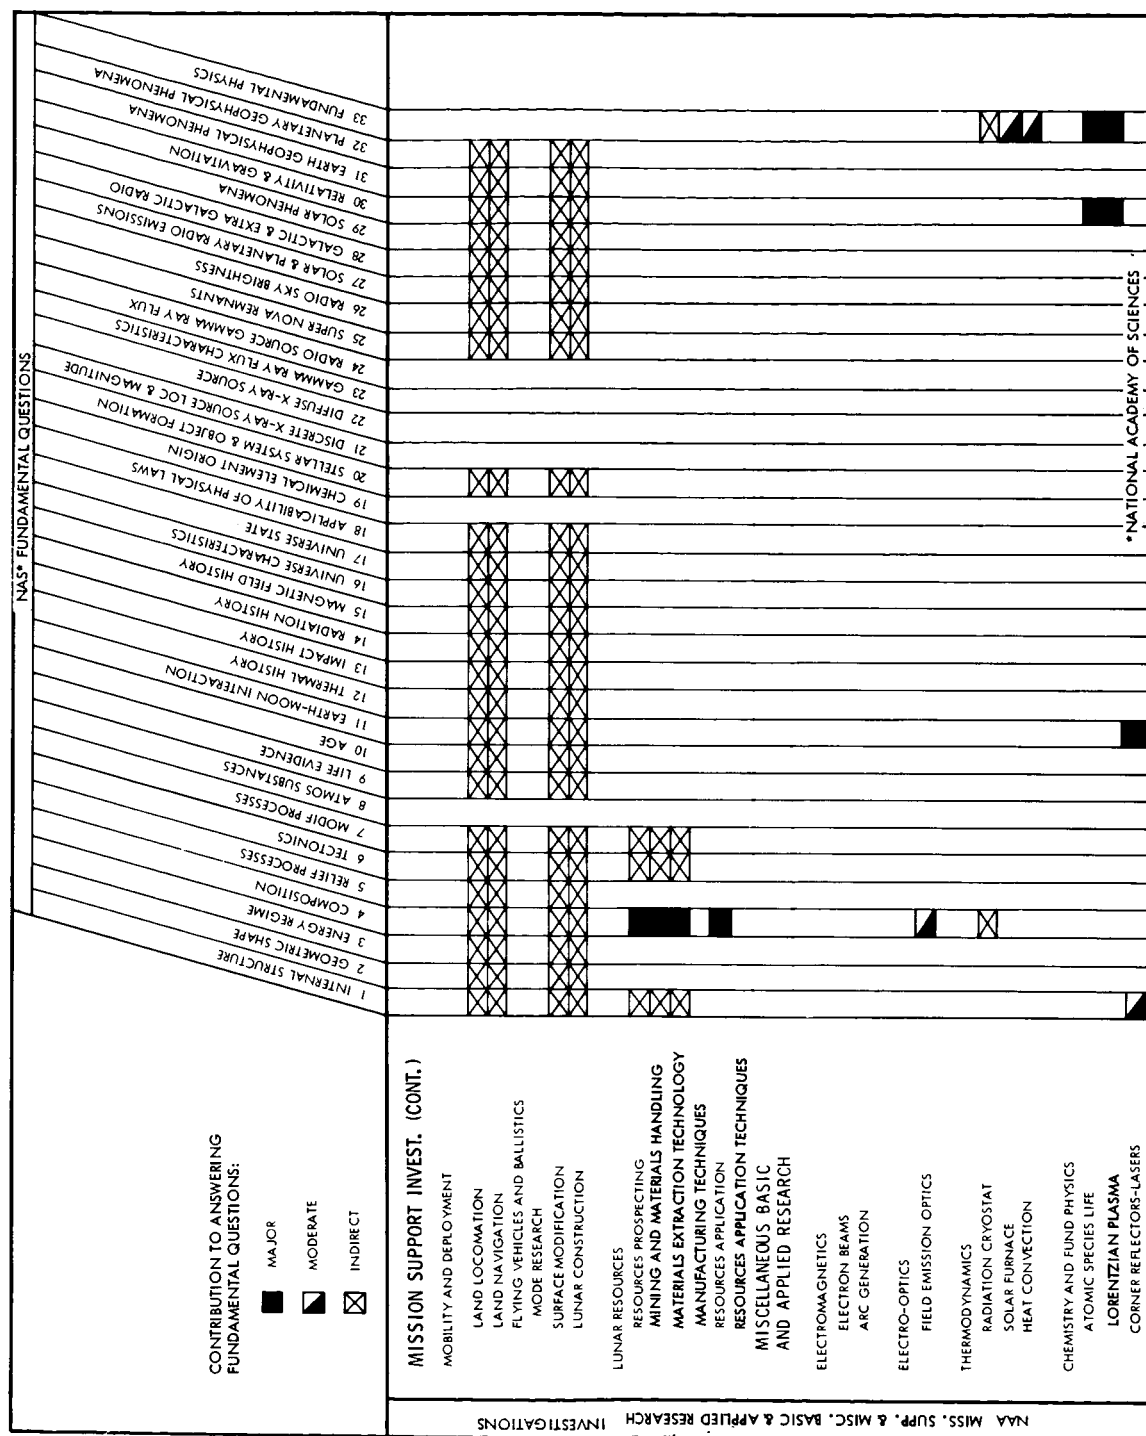 NAS* FUNDAMENTAL QUESTIONS
1 INTERNAL STRUCTURE
2 GEOMETRIC SHAPE
3 ENERGY REGIME
4 COMPOSITION
5 RELIEF PROCESSES
6 TECTONICS
7 MODIF PROCESSES
8 ATMOS SUBSTANCES
9 LIFE EVIDENCE
10 AGE
11 EARTH-MOON INTERACTION
12 THERMAL HISTORY
13 IMPACT HISTORY
14 RADIATION HISTORY
15 MAGNETIC FIELD HISTORY
16 UNIVERSE CHARACTERISTICS
17 UNIVERSE STATE
18 APPLICABILITY OF PHYSICAL LAWS
19 CHEMICAL ELEMENT ORIGIN
20 STELLAR SYSTEM & OBJECT FORMATION
21 DISCRETE X-RAY SOURCE LOC & MAGNITUDE
22 DIFFUSE X-RAY SOURCE
23 GAMMA RAY FLUX CHARACTERISTICS
24 RADIO SOURCE GAMMA RAY FLUX
25 SUPER NOVA REMNANTS
26 RADIO SKY BRIGHTNESS
27 SOLAR & PLANETARY RADIO EMISSIONS
28 GALACTIC & EXTRA GALACTIC RADIO
29 SOLAR PHENOMENA
30 RELATIVITY & GRAVITATION
31 EARTH GEOPHYSICAL PHENOMENA
32 PLANETARY GEOPHYSICAL PHENOMENA
33 FUNDAMENTAL PHYSICS
CONTRIBUTION TO ANSWERING
FUNDAMENTAL QUESTIONS:
MAJOR
MODERATE
INDIRECT
MISSION SUPPORT INVEST. (CONT.)
MOBILITY AND DEPLOYMENT
LAND LOCOMATION
LAND NAVIGATION
FLYING VEHICLES AND BALLISTICS
MODE RESEARCH
SURFACE MODIFICATION
LUNAR CONSTRUCTION
LUNAR RESOURCES
RESOURCES PROSPECTING
MINING AND MATERIALS HANDLING
MATERIALS EXTRACTION TECHNOLOGY
MANUFACTURING TECHNIQUES
RESOURCES APPLICATION
RESOURCES APPLICATION TECHNIQUES
MISCELLANEOUS BASIC
AND APPLIED RESEARCH
ELECTROMAGNETICS
ELECTRON BEAMS
ARC GENERATION
ELECTRO-OPTICS
FIELD EMISSION OPTICS
THERMODYNAMICS
RADIATION CRYOSTAT
SOLAR FURNACE
HEAT CONVECTION
CHEMISTRY AND FUND PHYSICS
ATOMIC SPECIES LIFE
LORENTZIAN PLASMA
CORNER REFLECTORS-LASERS
*NATIONAL ACADEMY OF SCIENCES
NAA MISS. SUPP. & MISC. BASIC & APPLIED RESEARCH INVESTIGATIONS